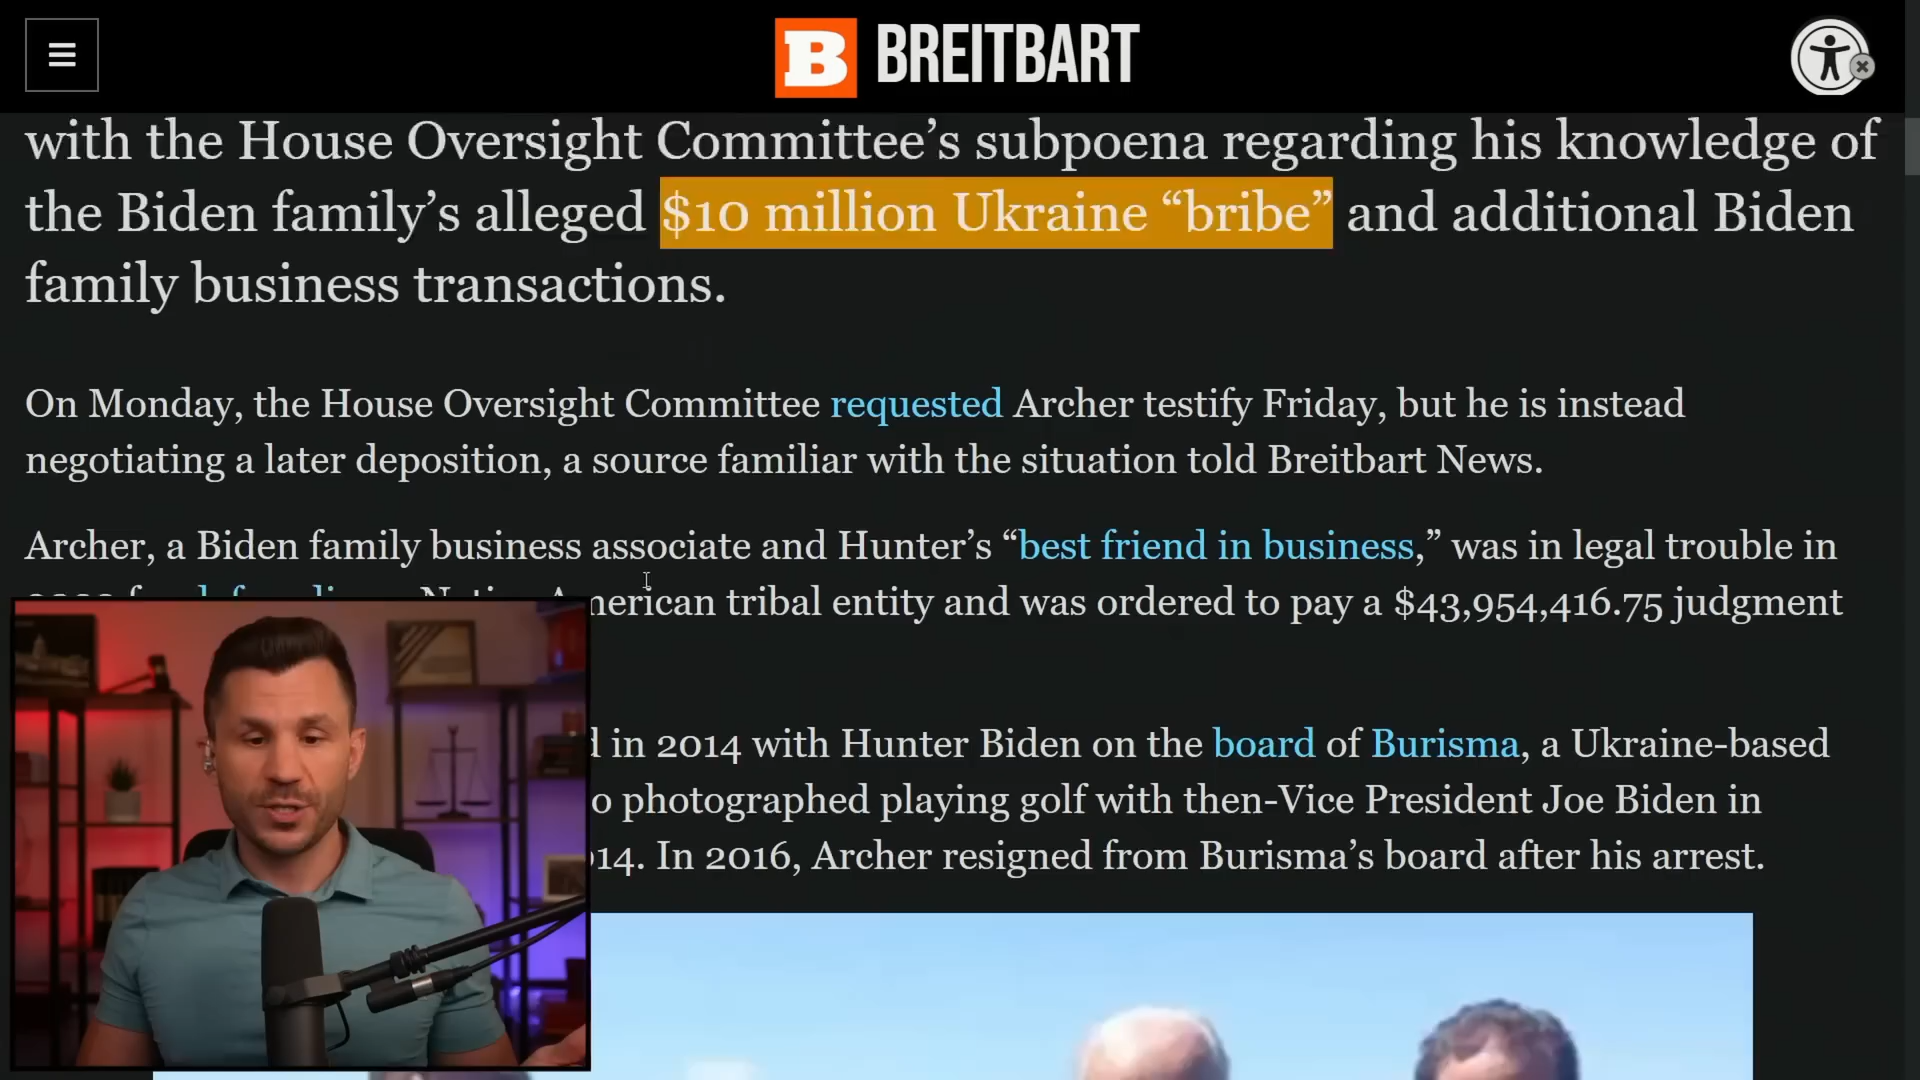 B BREITBART
with the House Oversight Committee’s subpoena regarding his knowledge of
the Biden family’s alleged $10 million Ukraine “bribe” and additional Biden
family business transactions.
On Monday, the House Oversight Committee requested Archer testify Friday, but he is instead
negotiating a later deposition, a source familiar with the situation told Breitbart News.
Archer, a Biden family business associate and Hunter’s “best friend in business,” was in legal trouble in
American tribal entity and was ordered to pay a $43,954,416.75 judgment
in 2014 with Hunter Biden on the board of Burisma, a Ukraine-based
photographed playing golf with then-Vice President Joe Biden in
In 2016, Archer resigned from Burisma’s board after his arrest.